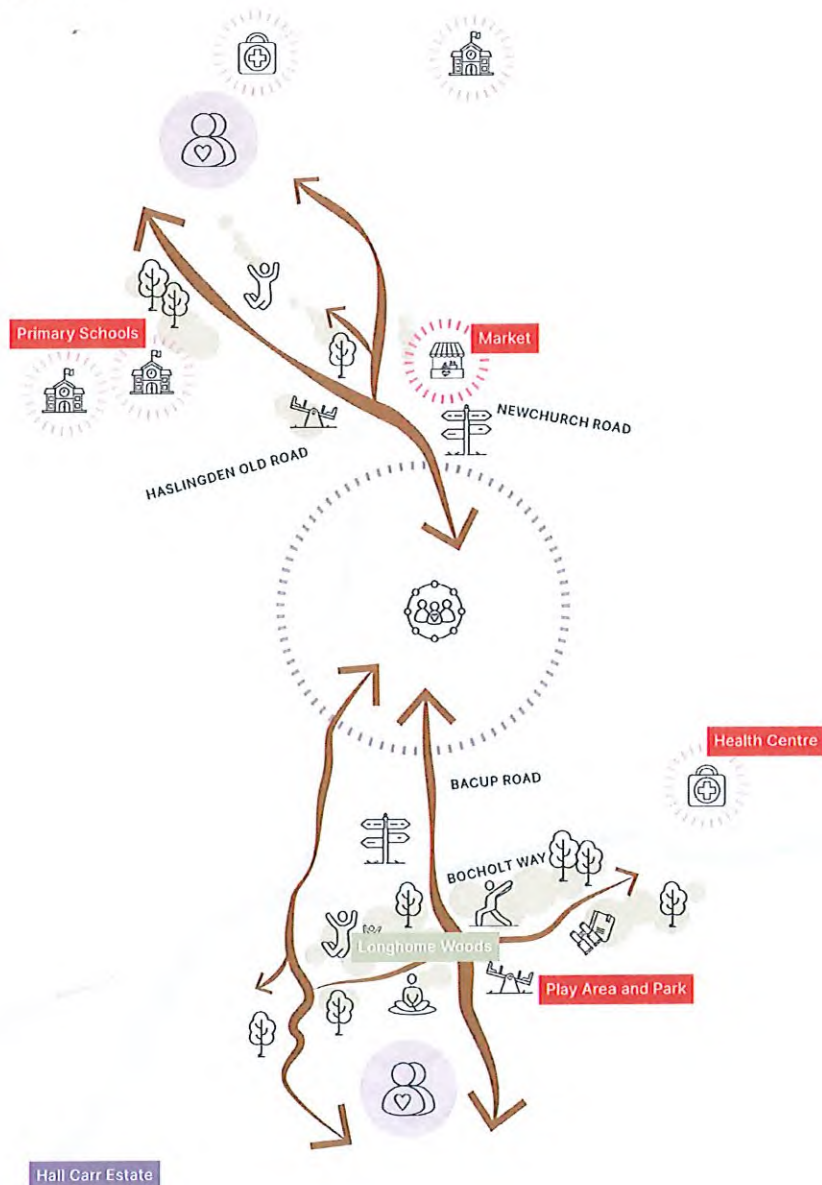 Primary Schools
Market
NEWCHURCH ROAD
HASLINGDEN OLD ROAD
Health Centre
BACUP ROAD
BOCHOLT WAY
Longhome Woods
Play Area and Park
Hall Carr Estate